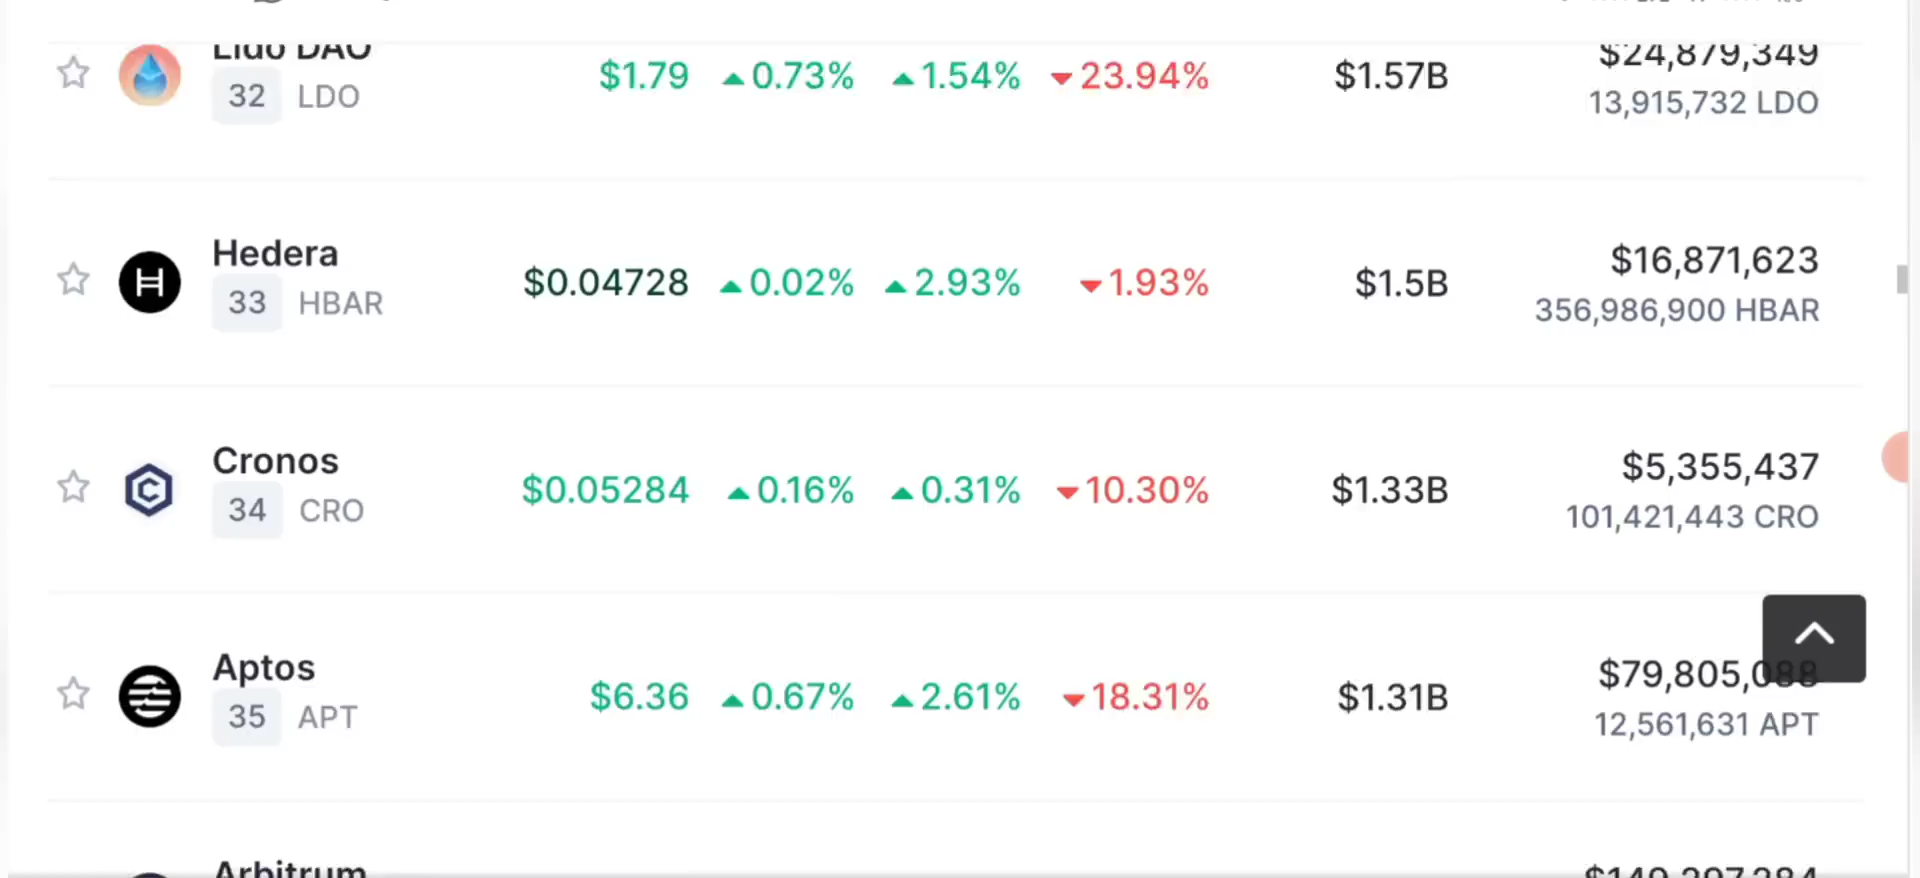 Lido DAO
32 LDO $1.79 0.73% 1.54% 23.94% $1.57B $24,879,349
13,915,732 LDO
Hedera
33 HBAR $0.04728 0.02% 2.93% 1.93% $1.5B $16,871,623
356,986,900 HBAR
Cronos
34 CRO $0.05284 0.16% 0.31% 10.30% $1.33B $5,355,437
101,421,443 CRO
Aptos
35 APT $6.36 0.67% 2.61% 18.31% $1.31B $79,805,088
12,561,631 APT
Arbitrum